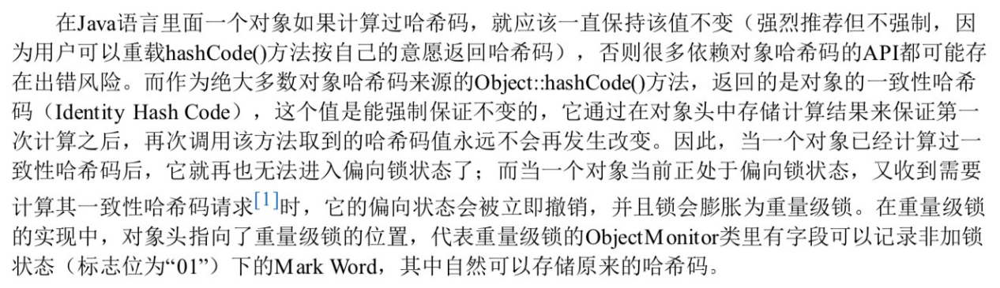 在Java语言里面一个对象如果计算过哈希码，就应该一直保持该值不变（强烈推荐但不强制，因
为用户可以重载hashCode()方法按自己的意愿返回哈希码），否则很多依赖对象哈希码的API都可能存
在出错风险。而作为绝大多数对象哈希码来源的Object::hashCode()方法，返回的是对象的一致性哈希
码（Identity Hash Code），这个值是能强制保证不变的，它通过在对象头中存储计算结果来保证第一
次计算之后，再次调用该方法取到的哈希码值永远不会再发生改变。因此，当一个对象已经计算过一
致性哈希码后，它就再也无法进入偏向锁状态了；而当一个对象当前正处于偏向锁状态，又收到需要
计算其一致性哈希码请求[1]时，它的偏向状态会被立即撤销，并且锁会膨胀为重量级锁。在重量级锁
的实现中，对象头指向了重量级锁的位置，代表重量级锁的ObjectMonitor类里有字段可以记录非加锁
状态（标志位为“01”）下的Mark Word，其中自然可以存储原来的哈希码。